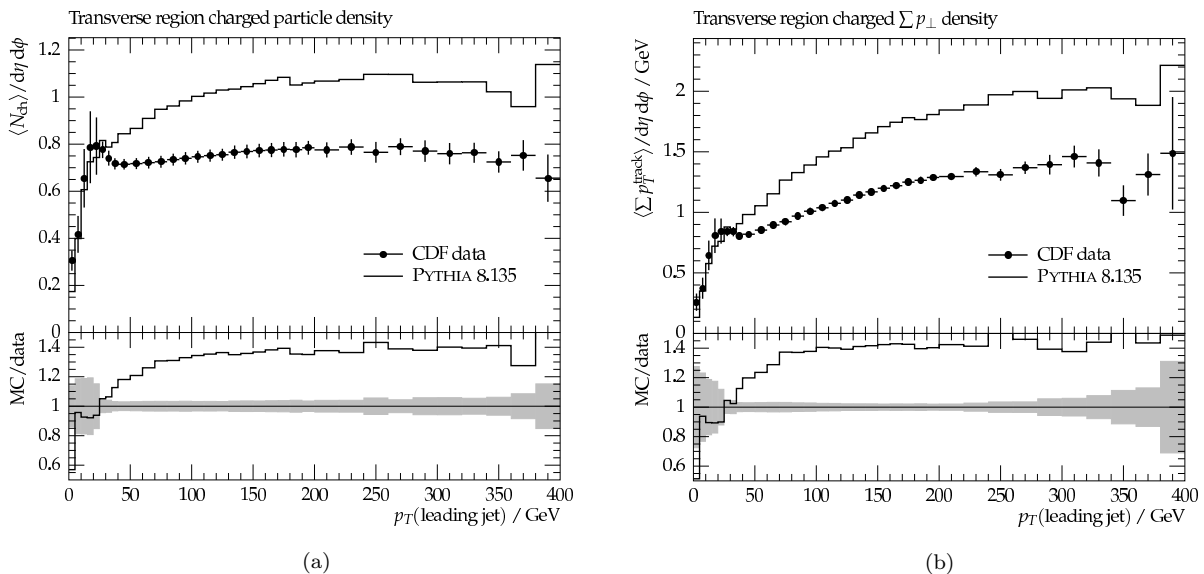 Transverse region charged particle density
⟨N_ch⟩/dη dϕ
1.2
1
0.8
0.6
0.4
0.2
0
CDF data
PYTHIA 8.135
MC/data
1.4
1.2
1
0.8
0.6
0 50 100 150 200 250 300 350 400
p_T(leading jet) / GeV
(a)
Transverse region charged ∑ p_⊥ density
⟨∑ p_T^track⟩/dη dϕ / GeV
2
1.5
1
0.5
0
CDF data
PYTHIA 8.135
MC/data
1.4
1.2
1
0.8
0.6
0 50 100 150 200 250 300 350 400
p_T(leading jet) / GeV
(b)